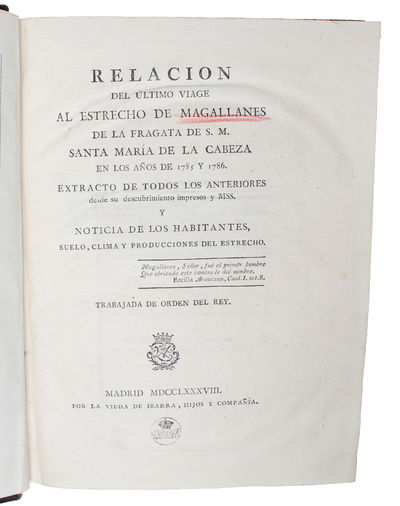 RELACION
DEL ÚLTIMO VIAGE
AL ESTRECHO DE MAGALLANES
DE LA FRAGATA DE S. M.
SANTA MARÍA DE LA CABEZA
EN LOS AÑOS DE 1785 Y 1786.
EXTRACTO DE TODOS LOS ANTERIORES
desde su descubrimiento impresos y MSS.
Y
NOTICIA DE LOS HABITANTES,
SUELO, CLIMA Y PRODUCCIONES DEL ESTRECHO.
Magallanes, Señor, fué el primer hombre
Que abriendo este camino le dió nombre.
Ercilla Araucana, Cant. I. oct. 8.
TRABAJADA DE ORDEN DEL REY.
MADRID MDCCLXXXVIII.
POR LA VIUDA DE IBARRA, HIJOS Y COMPAÑÍA.